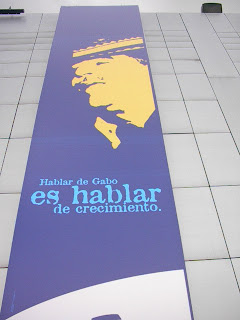 Hablar de Gabo
es hablar
de crecimiento.